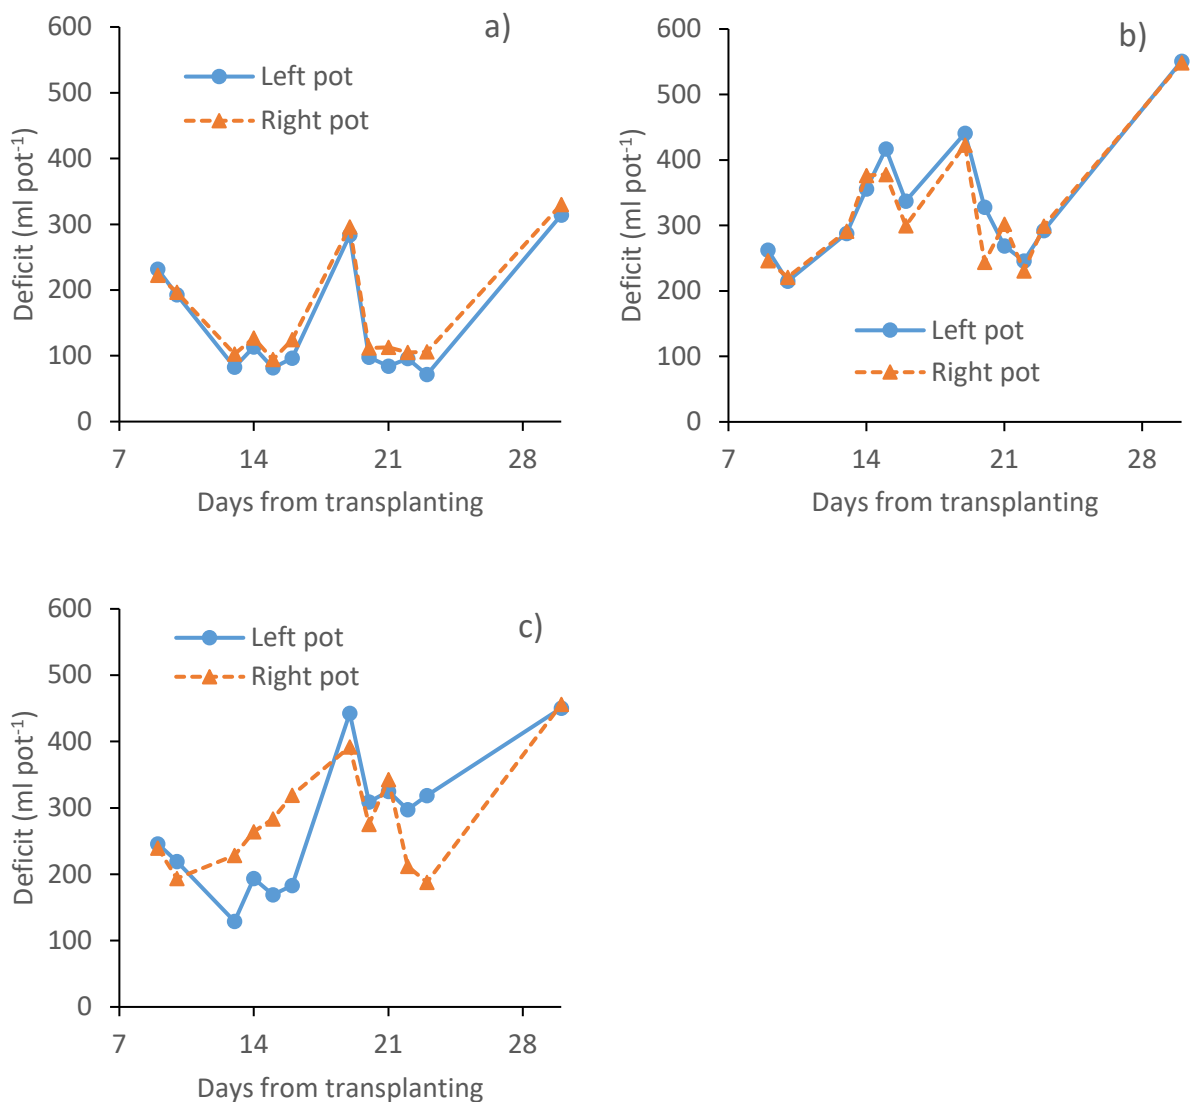 a)
600
500
400
300
200
100
0
Deficit (ml pot⁻¹)
Left pot
Right pot
7 14 21 28
Days from transplanting
b)
600
500
400
300
200
100
0
Deficit (ml pot⁻¹)
Left pot
Right pot
7 14 21 28
Days from transplanting
c)
600
500
400
300
200
100
0
Deficit (ml pot⁻¹)
Left pot
Right pot
7 14 21 28
Days from transplanting